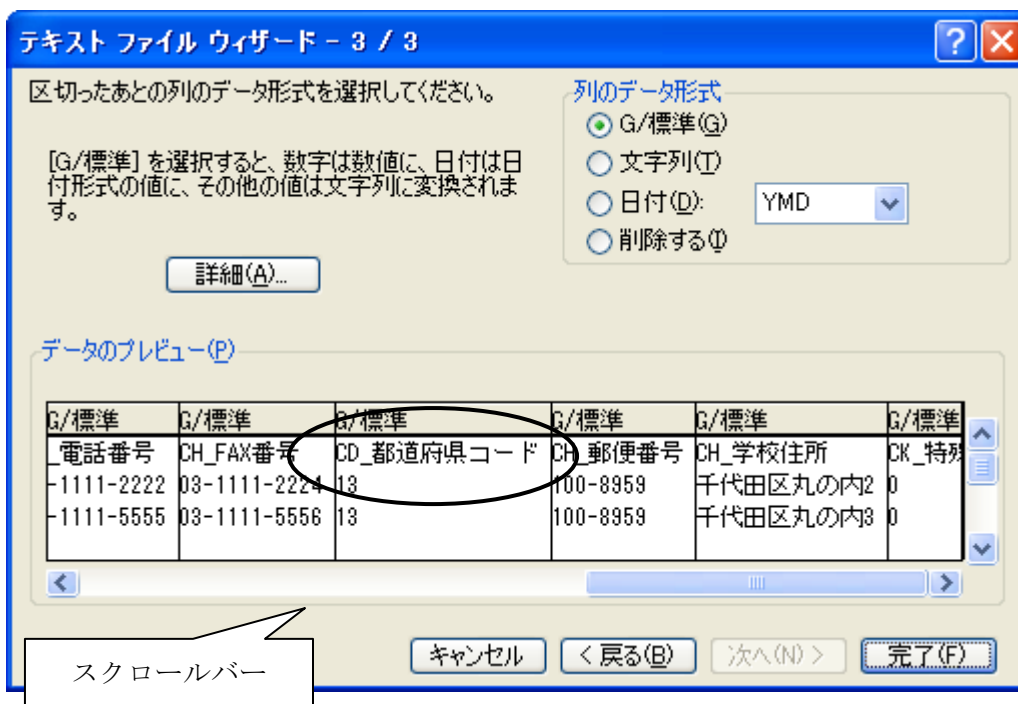 テキスト ファイル ウィザード - 3 / 3
区切ったあとの列のデータ形式を選択してください。
[G/標準] を選択すると、数字は数値に、日付は日
付形式の値に、その他の値は文字列に変換されま
す。
詳細(A)...
列のデータ形式
G/標準(G)
文字列(T)
日付(D): YMD
削除する(I)
データのプレビュー(P)
G/標準 G/標準 G/標準 G/標準 G/標準 G/標準
_電話番号 CH_FAX番号 CD_都道府県コード CH_郵便番号 CH_学校住所 CK_特殊
-1111-2222 03-1111-2224 13 100-8959 千代田区丸の内2 0
-1111-5555 03-1111-5556 13 100-8959 千代田区丸の内3 0
スクロールバー
キャンセル < 戻る(B) 次へ(N) > 完了(F)